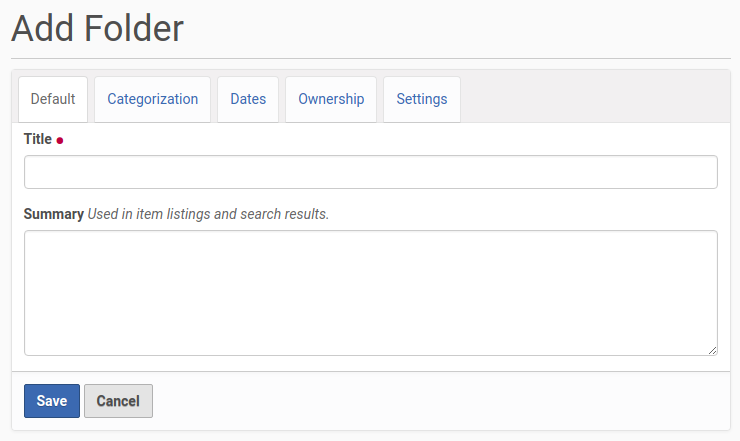 Add Folder
Default Categorization Dates Ownership Settings
Title
Summary Used in item listings and search results.
Save Cancel